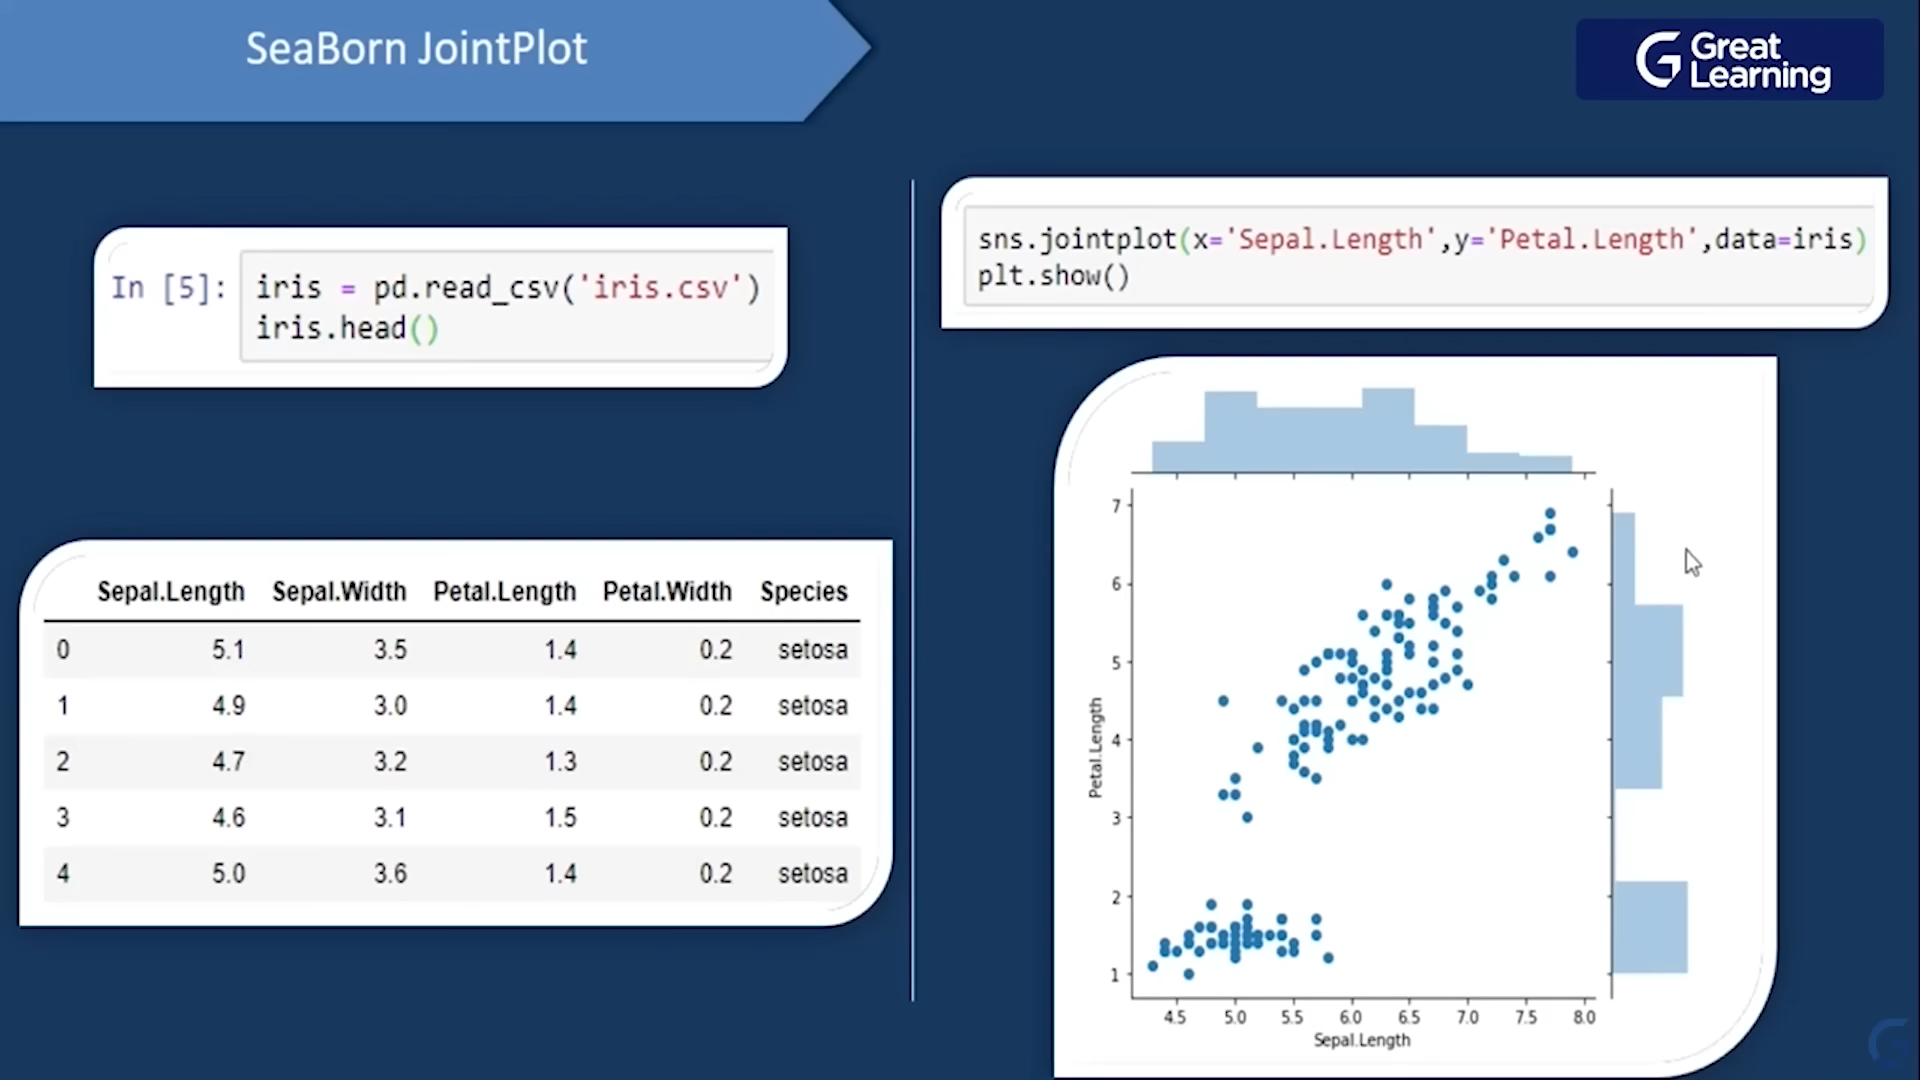 SeaBorn JointPlot
Great
Learning
In [5]: iris = pd.read_csv('iris.csv')
iris.head()
Sepal.Length Sepal.Width Petal.Length Petal.Width Species
0 5.1 3.5 1.4 0.2 setosa
1 4.9 3.0 1.4 0.2 setosa
2 4.7 3.2 1.3 0.2 setosa
3 4.6 3.1 1.5 0.2 setosa
4 5.0 3.6 1.4 0.2 setosa
sns.jointplot(x='Sepal.Length',y='Petal.Length',data=iris)
plt.show()
7
6
5
4
3
2
1
Petal.Length
4.5 5.0 5.5 6.0 6.5 7.0 7.5 8.0
Sepal.Length